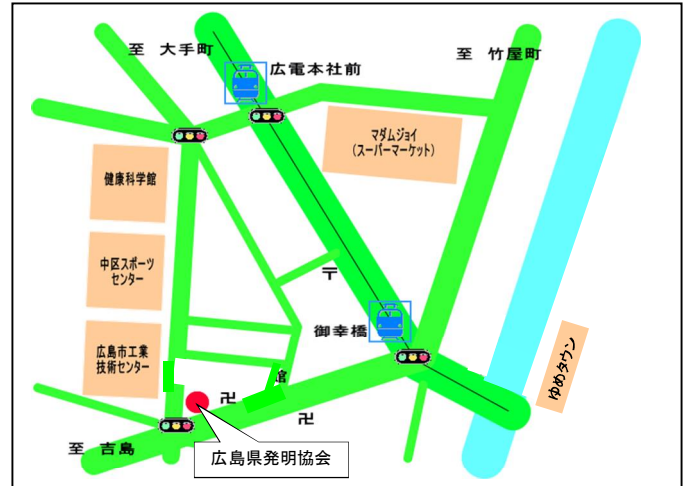 至 大手町
広電本社前
至 竹屋町
マダムジョイ
(スーパーマーケット)
健康科学館
中区スポーツ
センター
〒
御幸橋
広島市工業
技術センター
ゆめタウン
館
卍
卍
至 吉島
広島県発明協会